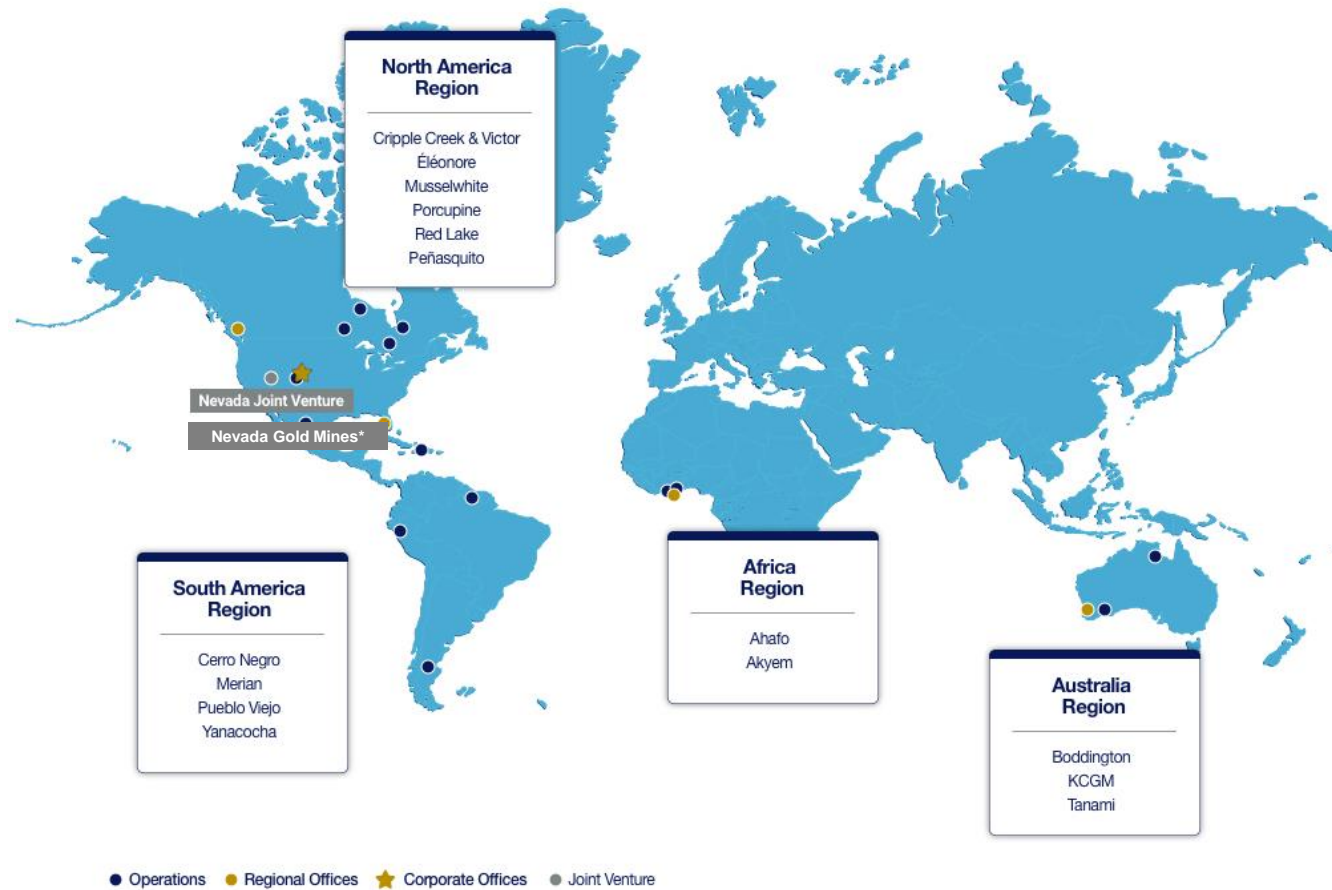 North America
Region
Cripple Creek & Victor
Éléonore
Musselwhite
Porcupine
Red Lake
Peñasquito
Nevada Joint Venture
Nevada Gold Mines*
South America
Region
Cerro Negro
Merian
Pueblo Viejo
Yanacocha
Africa
Region
Ahafo
Akyem
Australia
Region
Boddington
KCGM
Tanami
Operations Regional Offices Corporate Offices Joint Venture